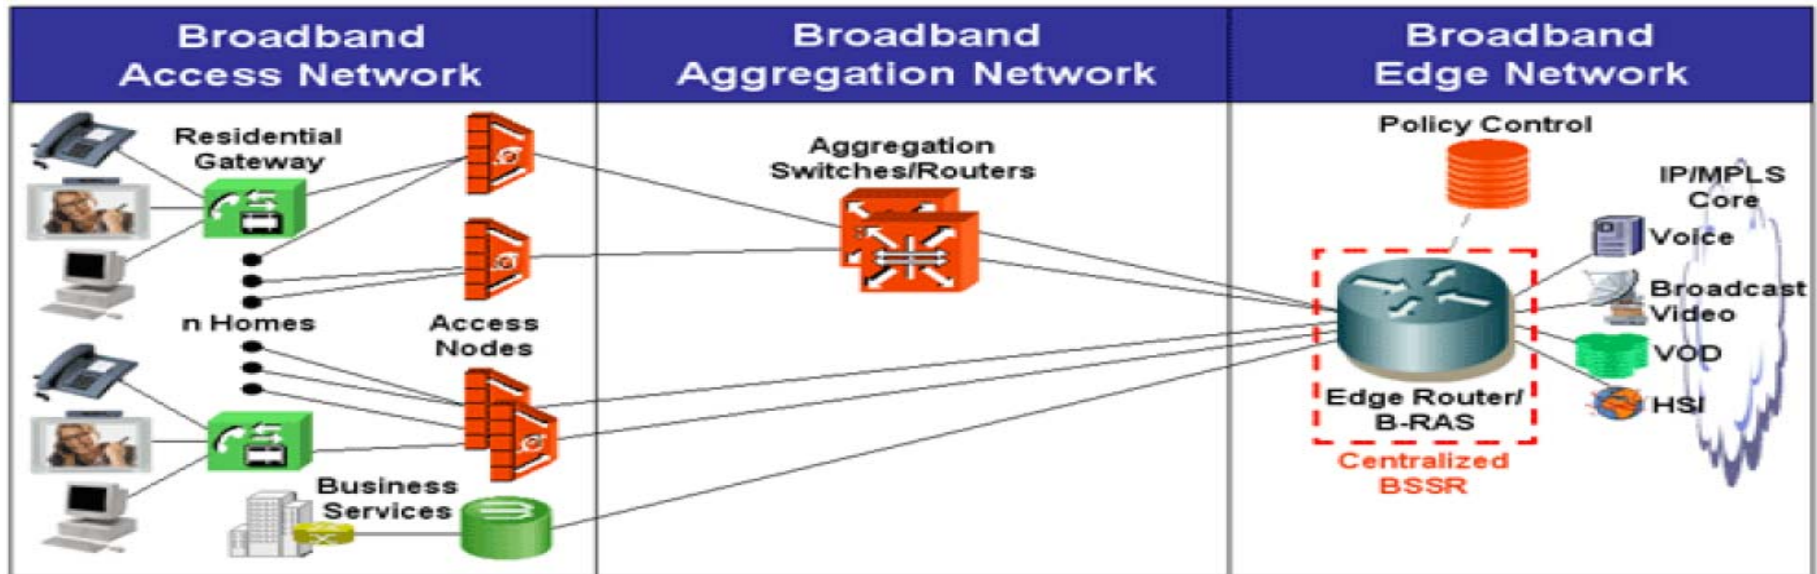 Broadband
Access Network
Broadband
Aggregation Network
Broadband
Edge Network
Residential
Gateway
n Homes
Access
Nodes
Business
Services
Aggregation
Switches/Routers
Policy Control
IP/MPLS
Core
Voice
Broadcast
Video
VOD
HSI
Edge Router/
B-RAS
Centralized
BSSR